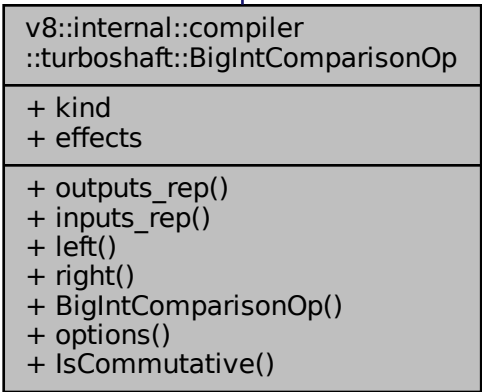 v8::internal::compiler
::turboshaft::BigIntComparisonOp
+ kind
+ effects
+ outputs_rep()
+ inputs_rep()
+ left()
+ right()
+ BigIntComparisonOp()
+ options()
+ IsCommutative()